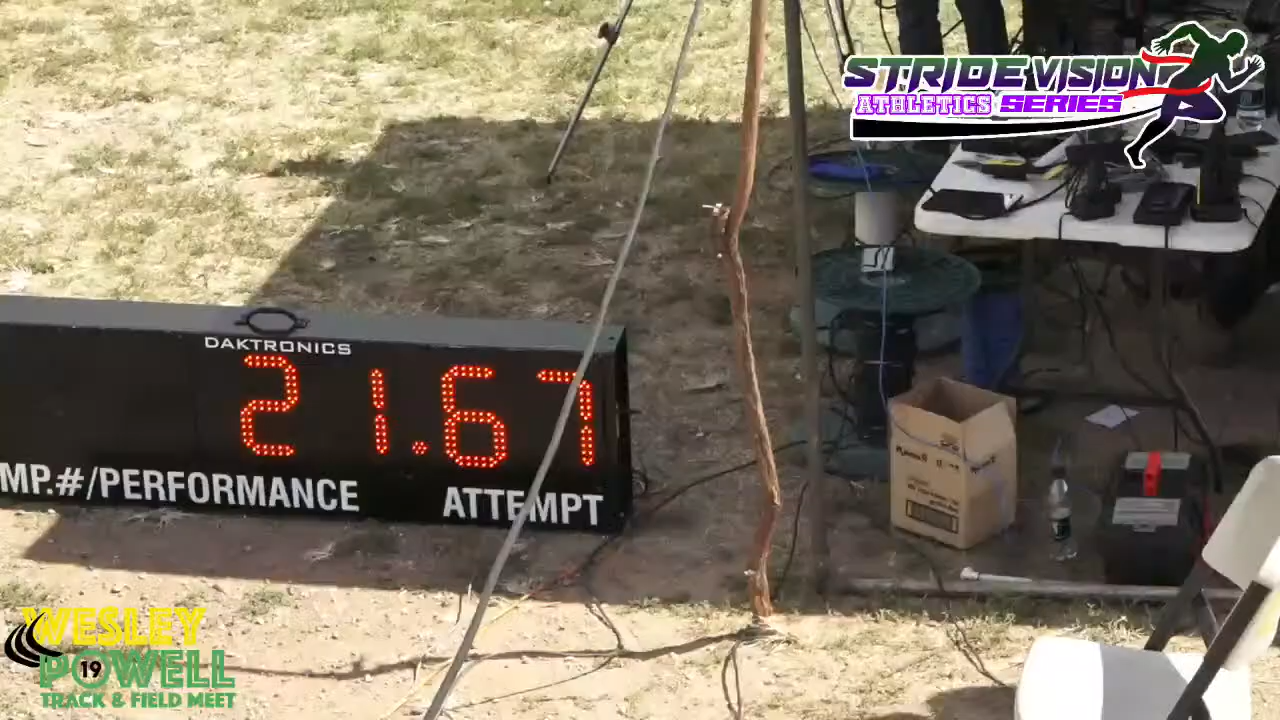 STRIDEVISION
ATHLETICS SERIES
DAKTRONICS
21.67
MP.#/PERFORMANCE
ATTEMPT
WESLEY
19
POWELL
TRACK & FIELD MEET